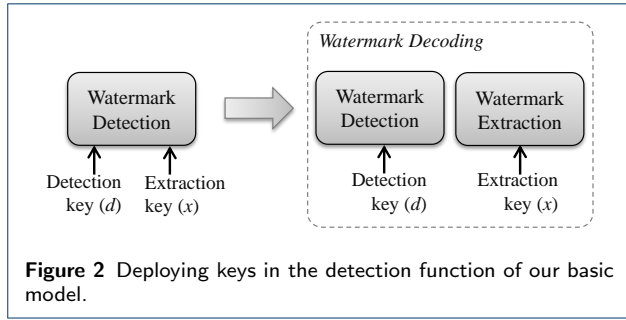 Watermark Decoding
Watermark
Detection
Detection
key (d)
Extraction
key (x)
Watermark
Detection
Watermark
Extraction
Detection
key (d)
Extraction
key (x)
Figure 2 Deploying keys in the detection function of our basic
model.